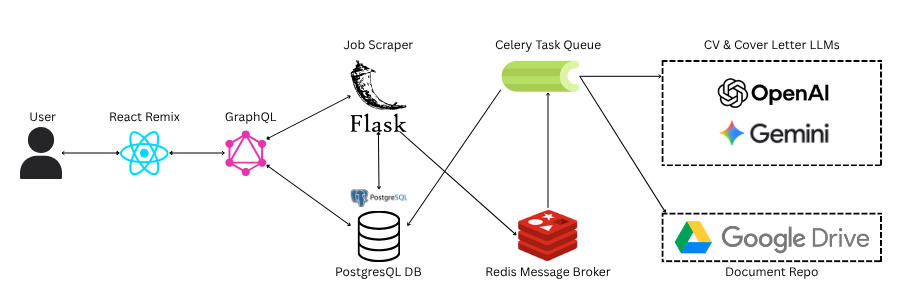 Job Scraper
Celery Task Queue
CV & Cover Letter LLMs
OpenAI
User
React Remix
GraphQL
Flask
Gemini
PostgreSQL
Google Drive
PostgresQL DB
Redis Message Broker
Document Repo